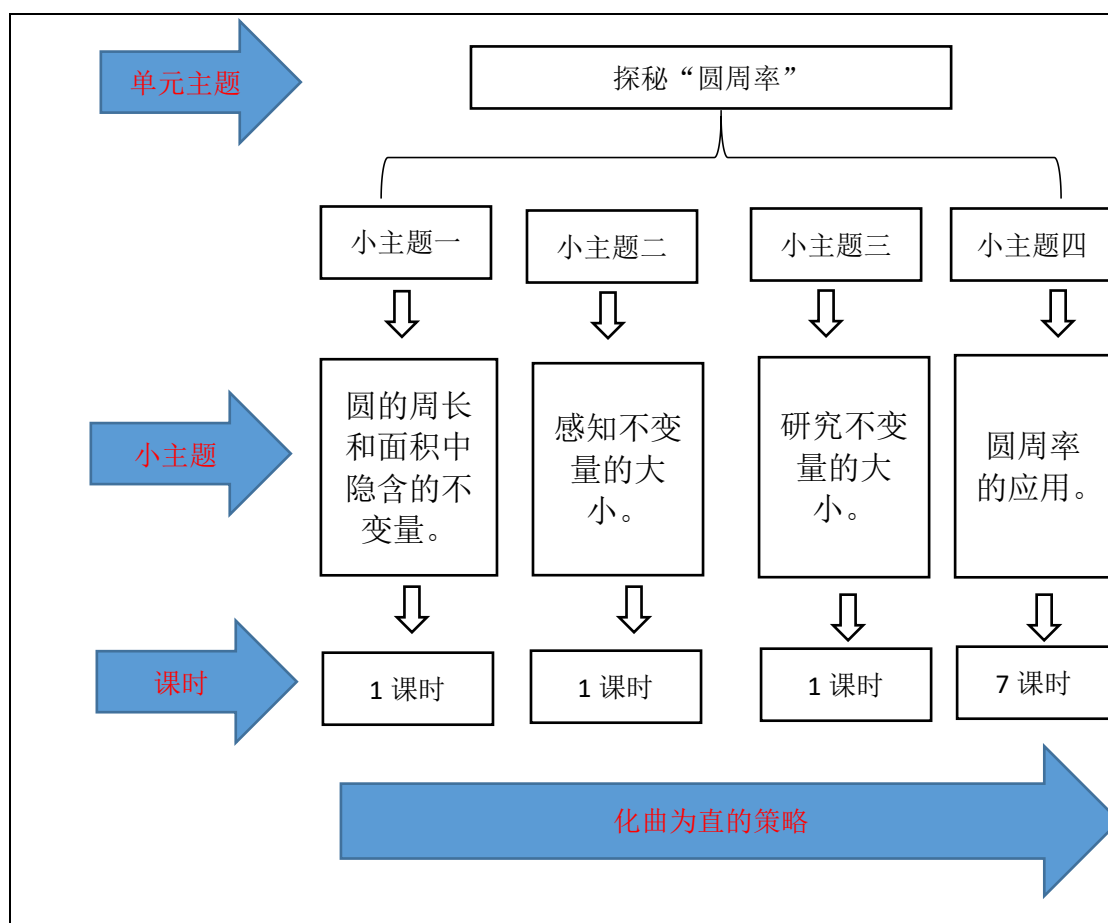 单元主题
探秘“圆周率”
小主题一
小主题二
小主题三
小主题四
小主题
圆的周长
和面积中
隐含的不
变量。
感知不变
量的大
小。
研究不变
量的大
小。
圆周率
的应用。
课时
1 课时
1 课时
1 课时
7 课时
化曲为直的策略